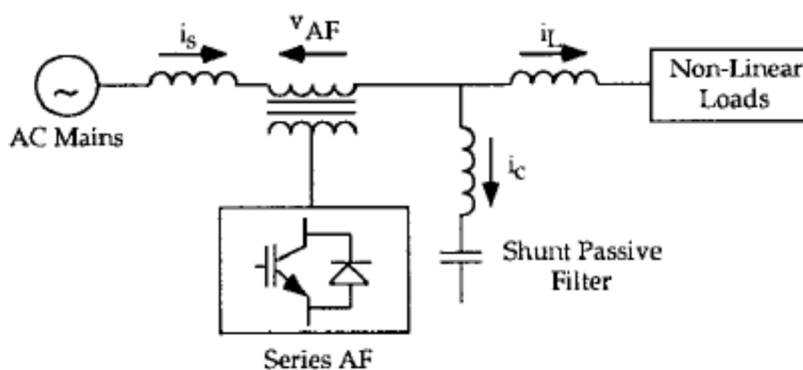 i_s
v_AF
i_L
Non-Linear
Loads
AC Mains
i_c
Shunt Passive
Filter
Series AF